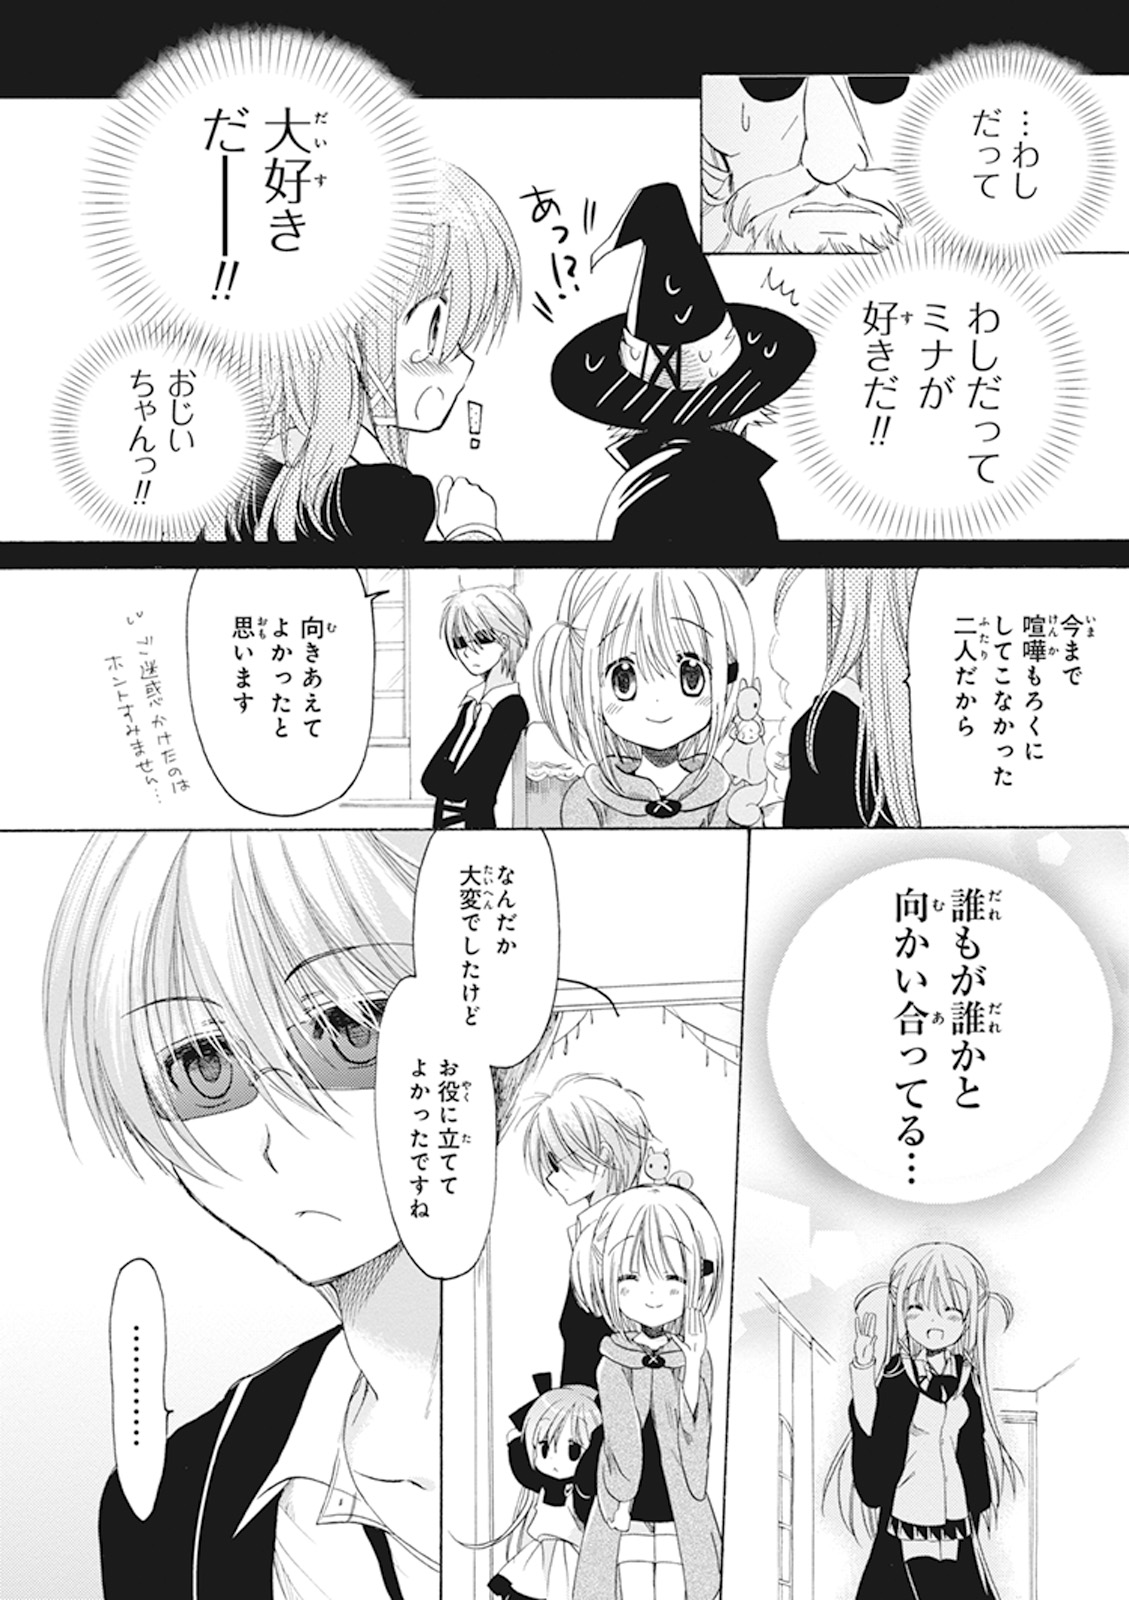 …わし
だって
わしだって
ミナが
好きだ!!
あっ!?
大好き
だーー!!
おじい
ちゃんっ!!
今まで
喧嘩もろくに
してこなかった
二人だから
向きあえて
よかったと
思います
ご迷惑かけたのは
ホントすみません…
誰もが誰かと
向かい合ってる…
なんだか
大変でしたけど
お役に立てて
よかったですね
…………